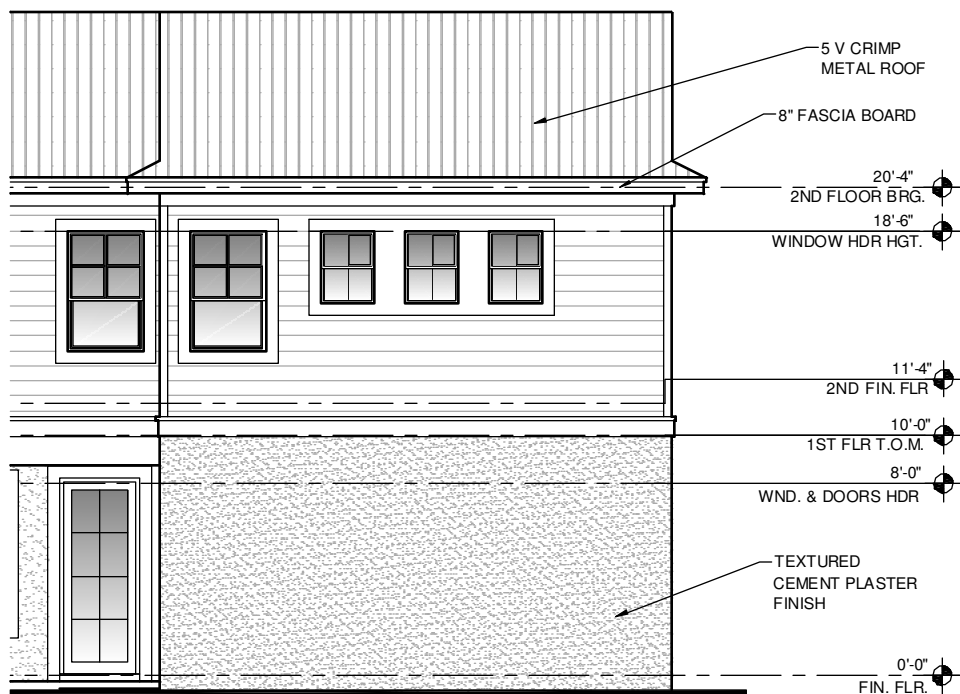 5 V CRIMP
METAL ROOF
8" FASCIA BOARD
20'-4"
2ND FLOOR BRG.
18'-6"
WINDOW HDR HGT.
11'-4"
2ND FIN. FLR
10'-0"
1ST FLR T.O.M.
8'-0"
WND. & DOORS HDR
TEXTURED
CEMENT PLASTER
FINISH
0'-0"
FIN. FLR.